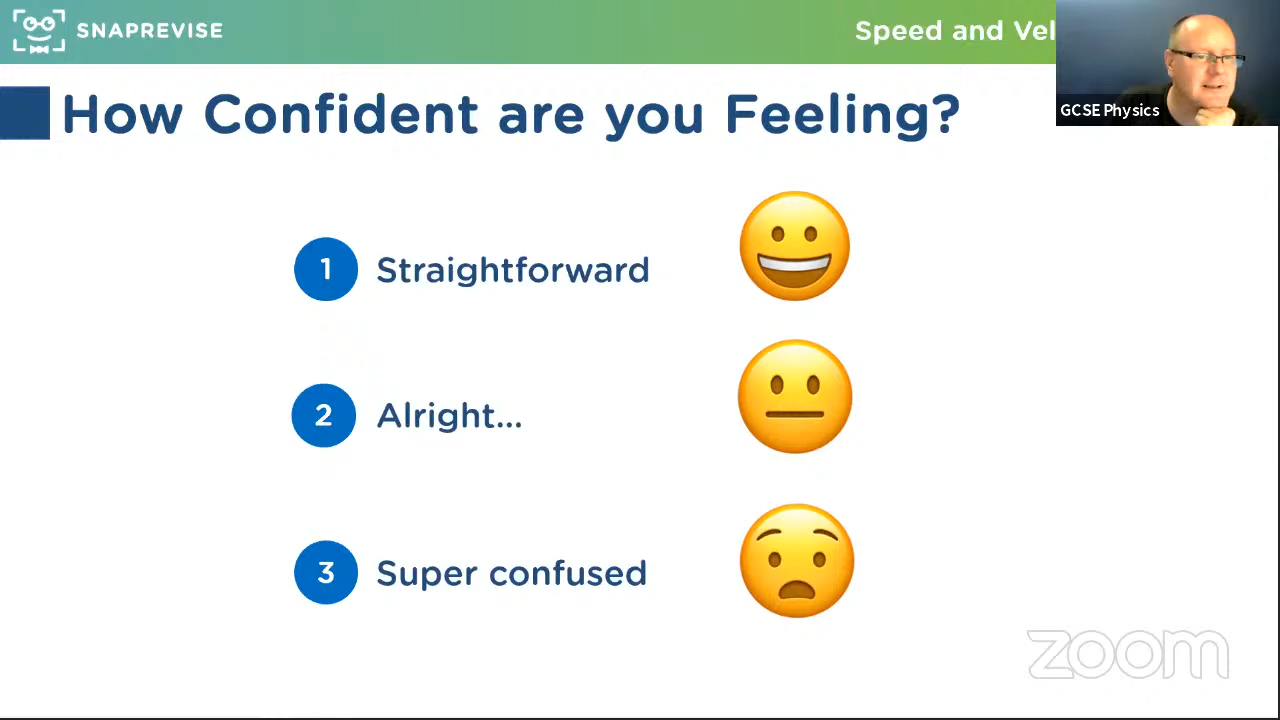 SNAPREVISE
Speed and Vel
GCSE Physics
How Confident are you Feeling?
1 Straightforward
2 Alright...
3 Super confused
zoom